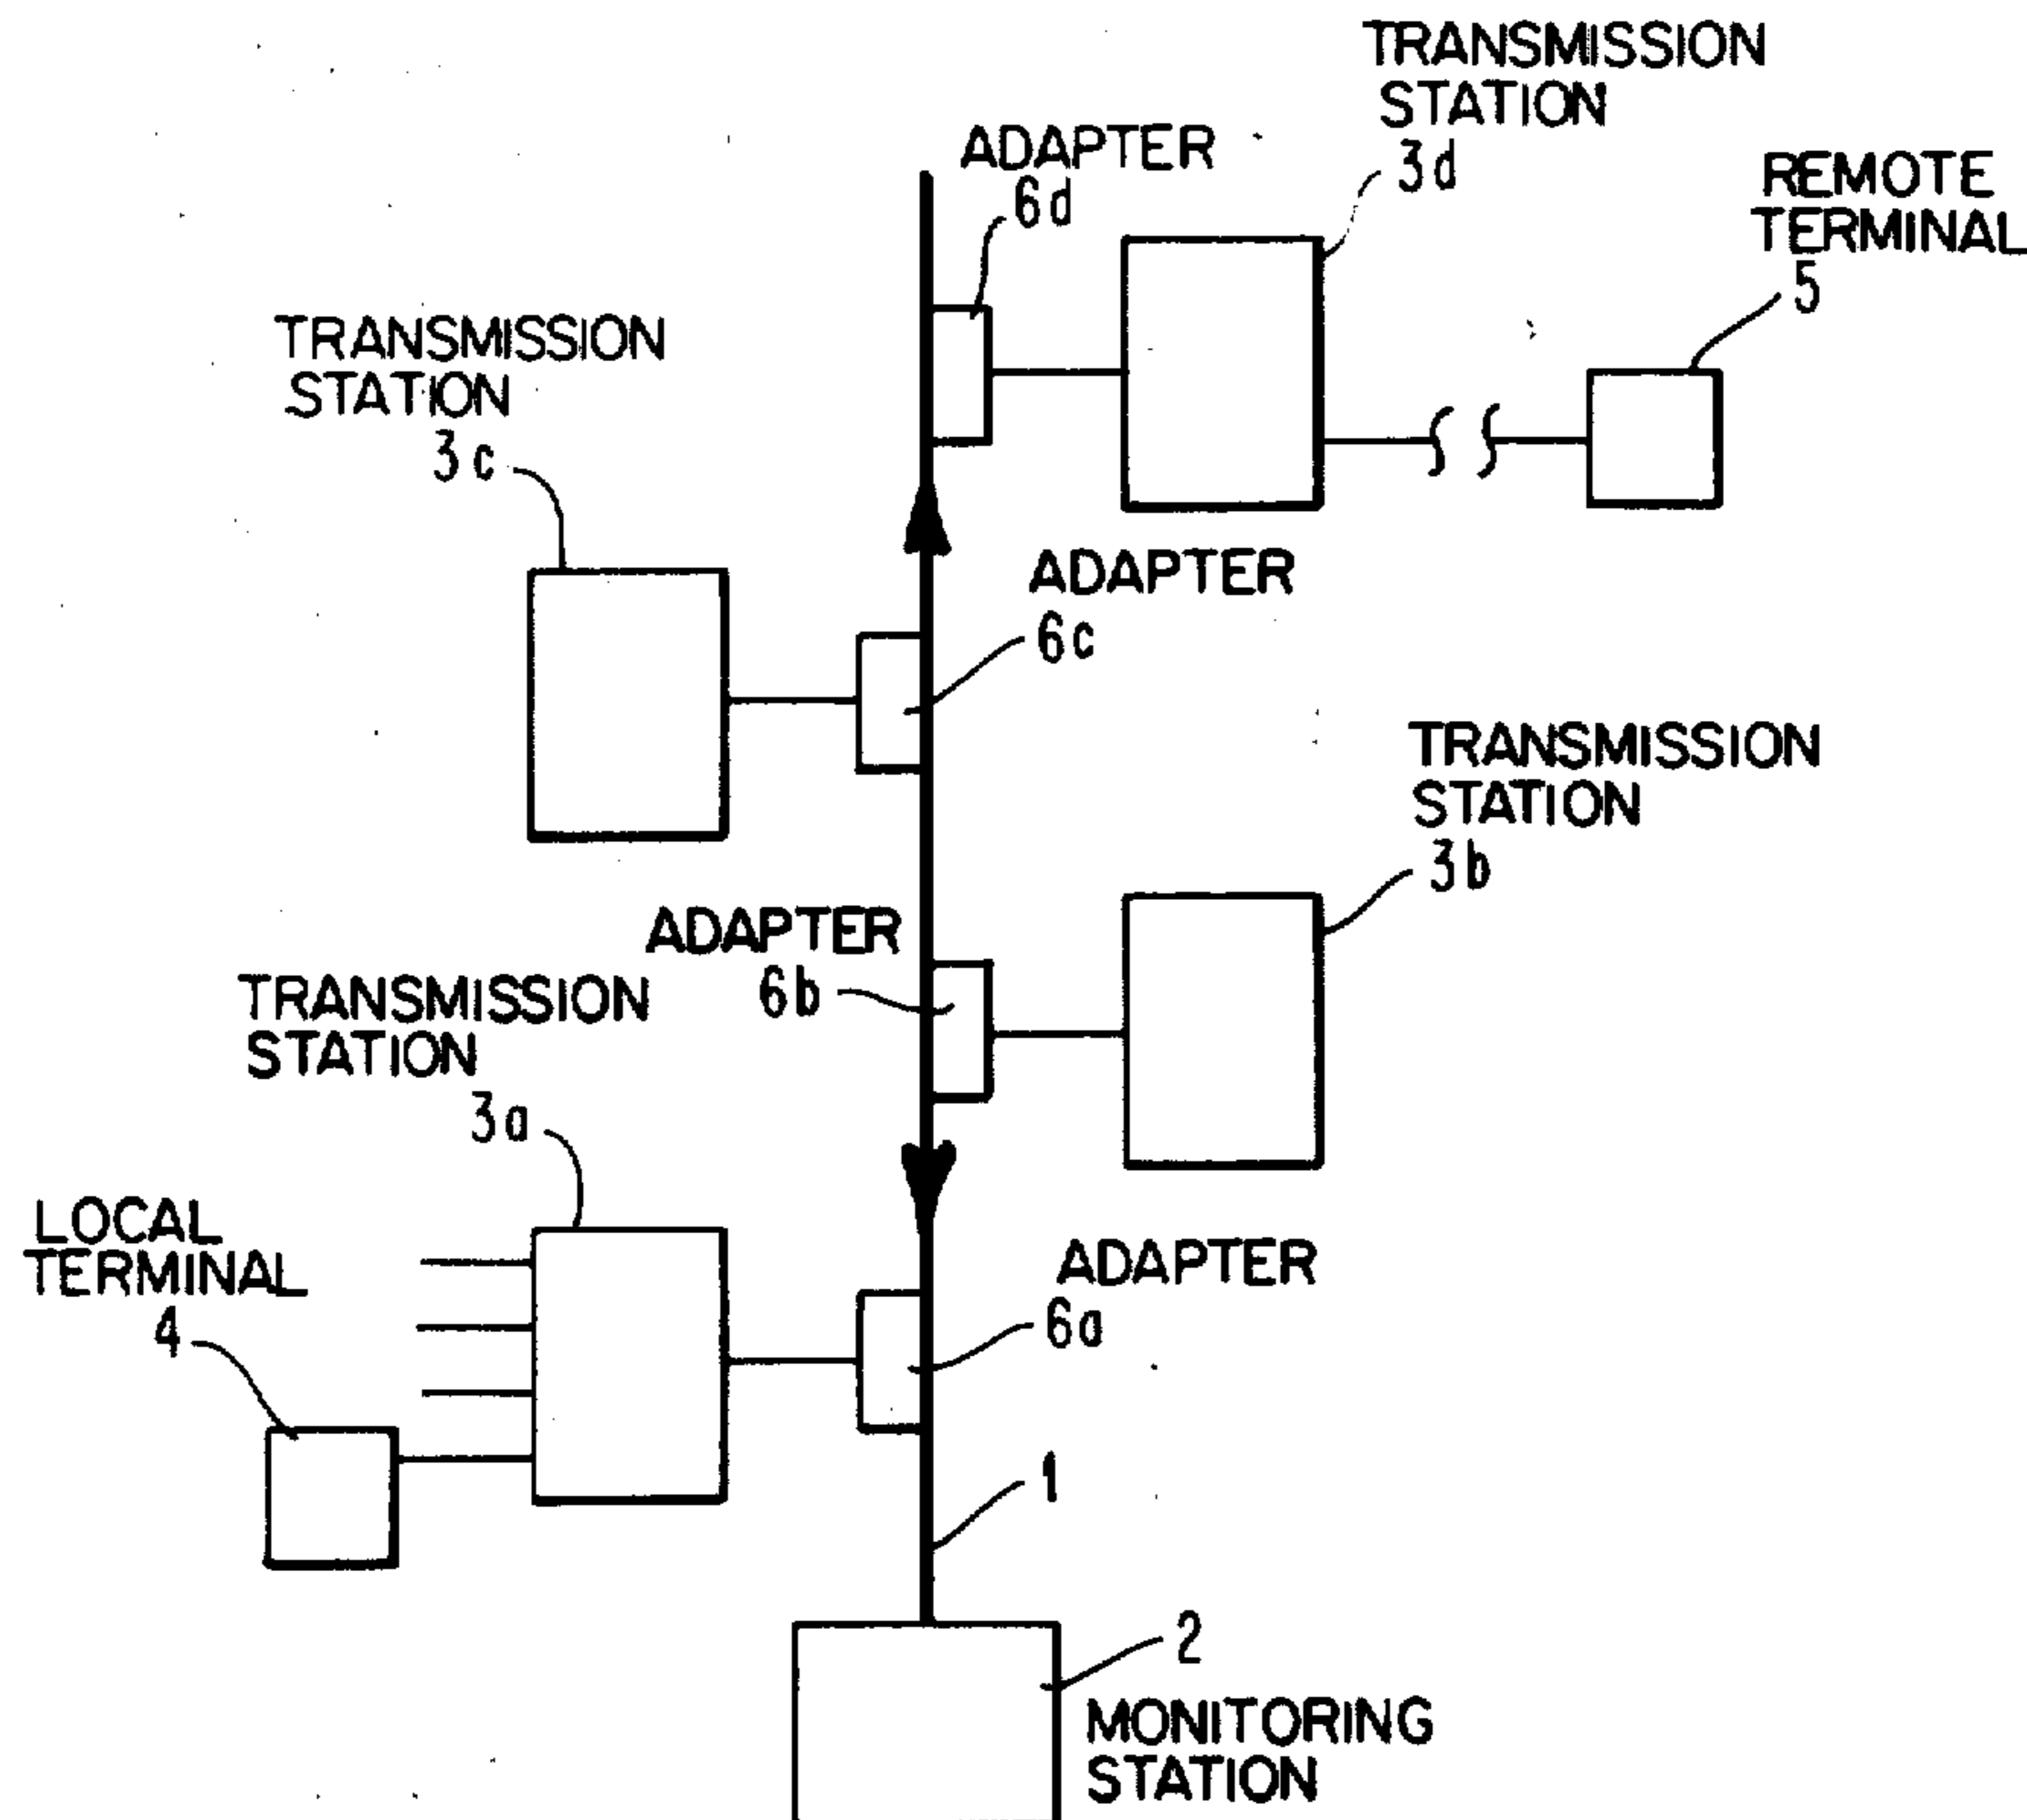 TRANSMISSION
STATION
3d
ADAPTER
6d
REMOTE
TERMINAL
5
TRANSMISSION
STATION
3c
ADAPTER
6c
TRANSMISSION
STATION
3b
ADAPTER
6b
TRANSMISSION
STATION
3a
LOCAL
TERMINAL
4
ADAPTER
6a
1
2
MONITORING
STATION